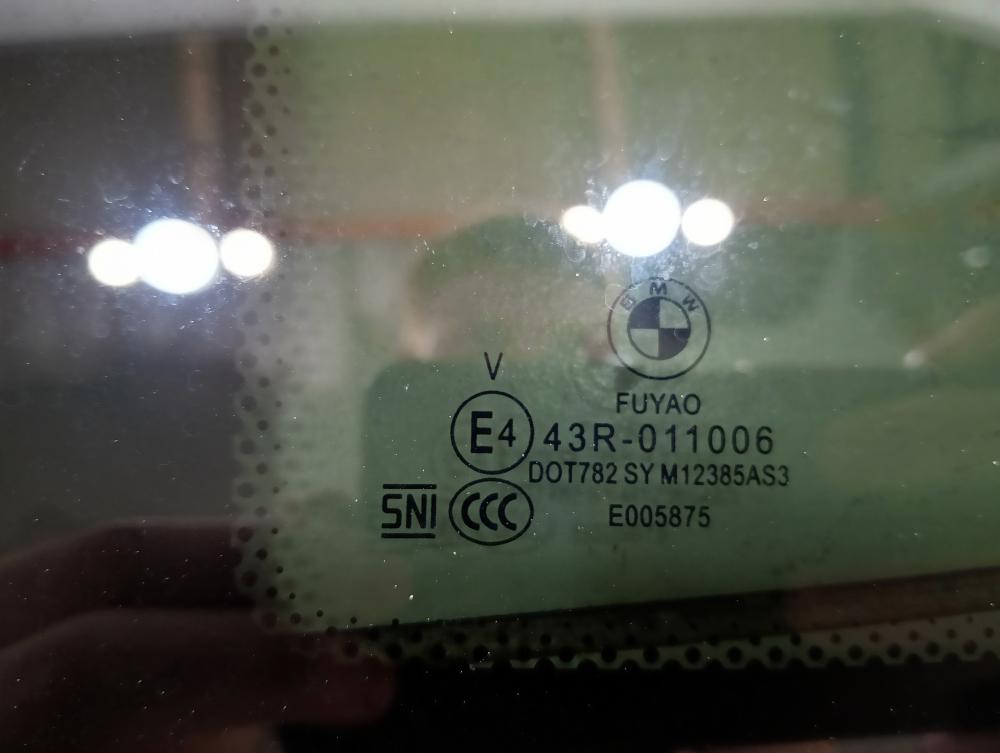 BMW
FUYAO
V
E4 43R-011006
DOT782 SY M12385AS3
SNI CCC E005875